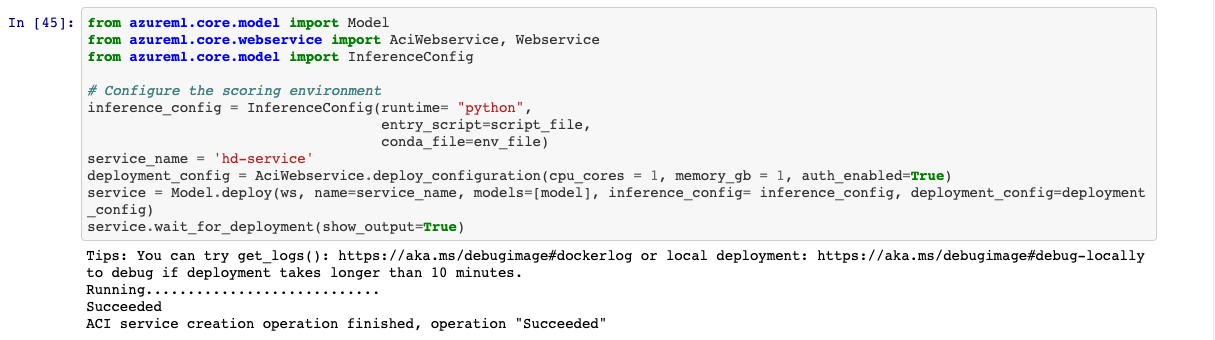 In [45]: from azureml.core.model import Model
from azureml.core.webservice import AciWebservice, Webservice
from azureml.core.model import InferenceConfig
# Configure the scoring environment
inference_config = InferenceConfig(runtime= "python",
entry_script=script_file,
conda_file=env_file)
service_name = 'hd-service'
deployment_config = AciWebservice.deploy_configuration(cpu_cores = 1, memory_gb = 1, auth_enabled=True)
service = Model.deploy(ws, name=service_name, models=[model], inference_config= inference_config, deployment_config=deployment
_config)
service.wait_for_deployment(show_output=True)
Tips: You can try get_logs(): https://aka.ms/debugimage#dockerlog or local deployment: https://aka.ms/debugimage#debug-locally
to debug if deployment takes longer than 10 minutes.
Running............................
Succeeded
ACI service creation operation finished, operation "Succeeded"